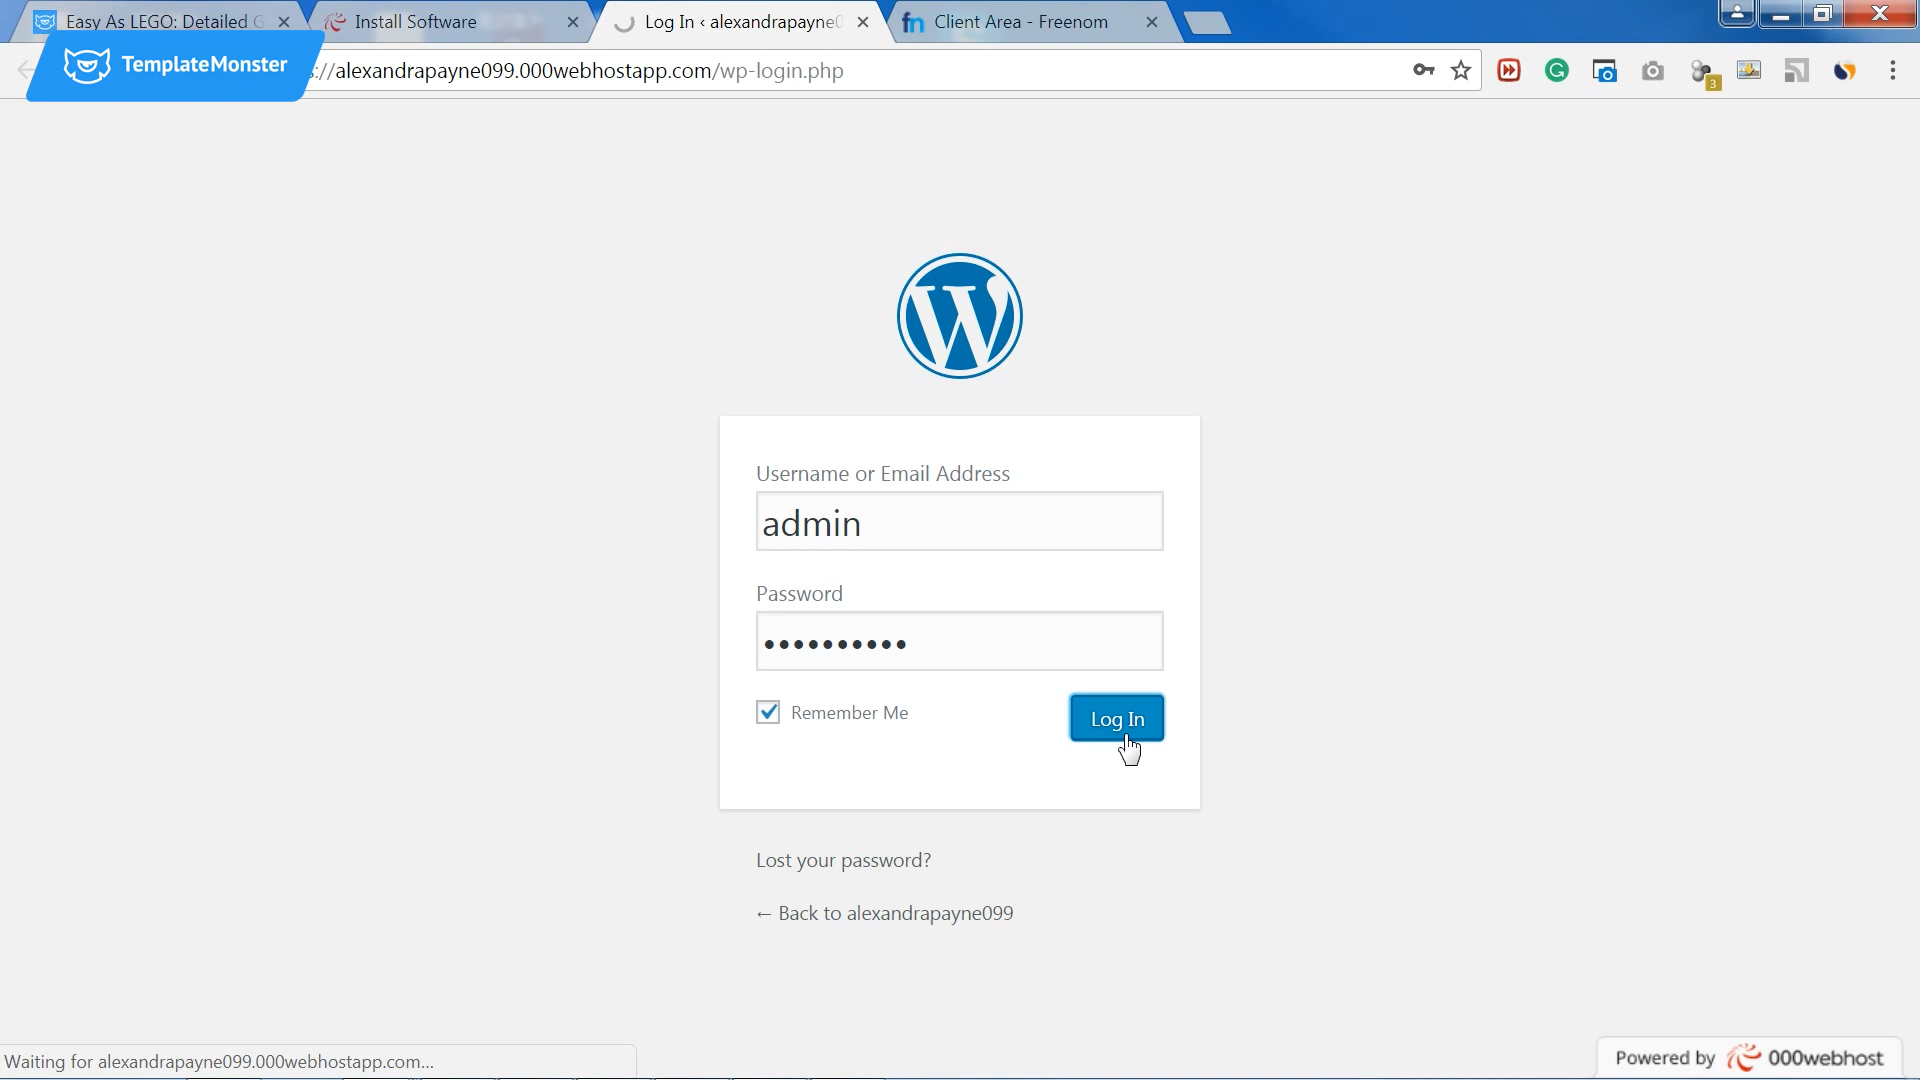 Easy As LEGO: Detailed G
Install Software
Log In ‹ alexandrapayne0
Client Area - Freenom
TemplateMonster
://alexandrapayne099.000webhostapp.com/wp-login.php
3
Username or Email Address
admin
Password
••••••••••
Remember Me
Log In
Lost your password?
← Back to alexandrapayne099
Waiting for alexandrapayne099.000webhostapp.com...
Powered by 000webhost